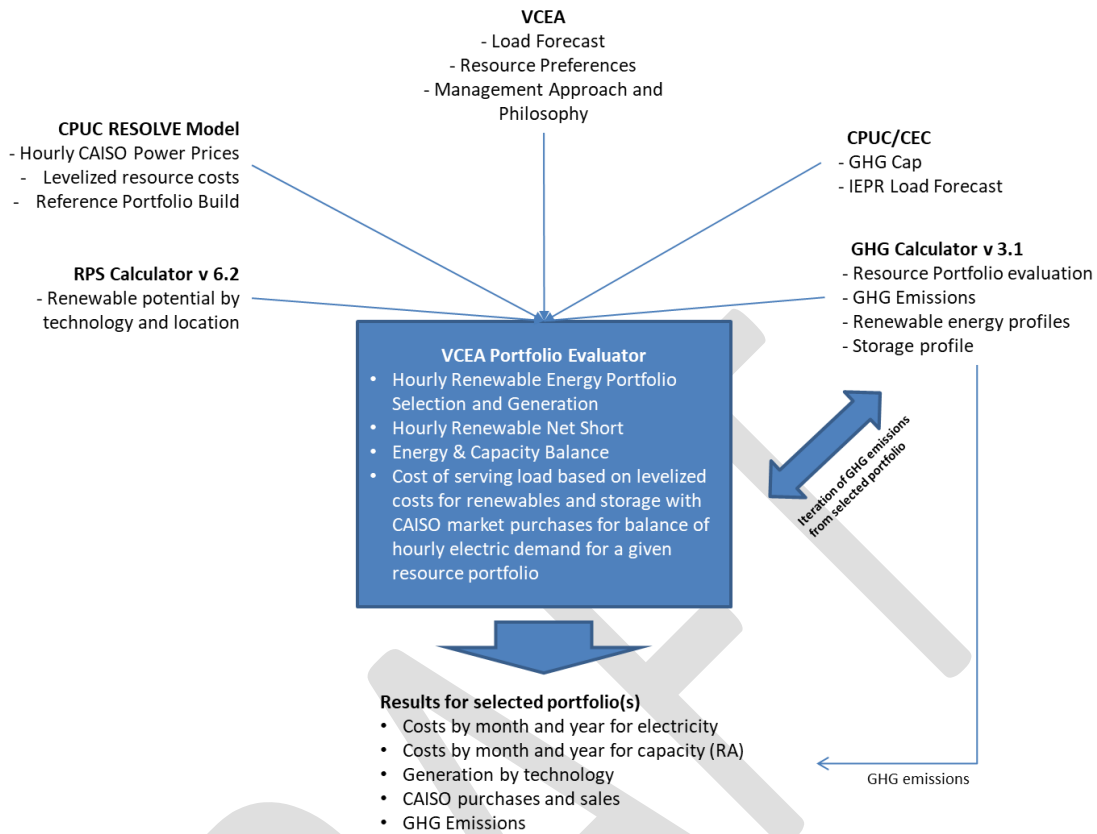 VCEA
- Load Forecast
- Resource Preferences
- Management Approach and
Philosophy
CPUC RESOLVE Model
- Hourly CAISO Power Prices
- Levelized resource costs
- Reference Portfolio Build
CPUC/CEC
- GHG Cap
- IEPR Load Forecast
RPS Calculator v 6.2
- Renewable potential by
technology and location
GHG Calculator v 3.1
- Resource Portfolio evaluation
- GHG Emissions
- Renewable energy profiles
- Storage profile
VCEA Portfolio Evaluator
• Hourly Renewable Energy Portfolio
Selection and Generation
• Hourly Renewable Net Short
• Energy & Capacity Balance
• Cost of serving load based on levelized
costs for renewables and storage with
CAISO market purchases for balance of
hourly electric demand for a given
resource portfolio
Iteration of GHG emissions
from selected portfolio
Results for selected portfolio(s)
• Costs by month and year for electricity
• Costs by month and year for capacity (RA)
• Generation by technology
• CAISO purchases and sales
• GHG Emissions
GHG emissions